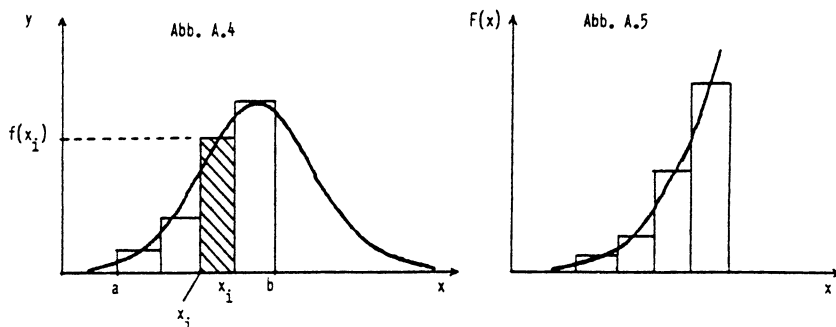 y
Abb. A.4
f(x_i)
a
x_i
b
x
x_i
F(x)
Abb. A.5
x